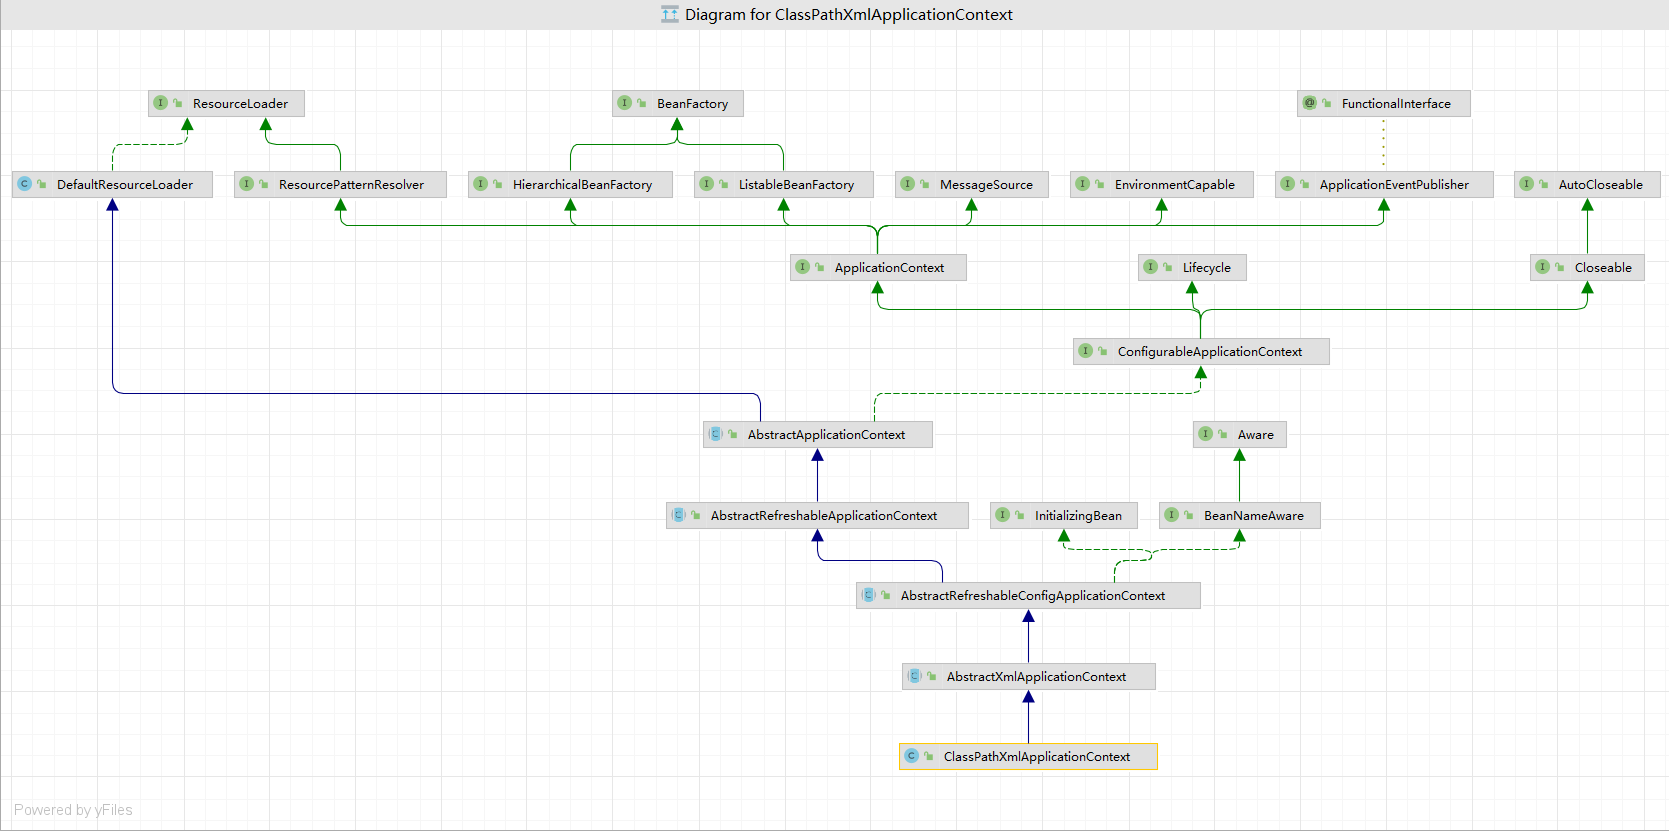 Diagram for ClassPathXmlApplicationContext
I ResourceLoader
I BeanFactory
@ FunctionalInterface
C DefaultResourceLoader
I ResourcePatternResolver
I HierarchicalBeanFactory
I ListableBeanFactory
I MessageSource
I EnvironmentCapable
I ApplicationEventPublisher
I AutoCloseable
I ApplicationContext
I Lifecycle
I Closeable
I ConfigurableApplicationContext
C AbstractApplicationContext
I Aware
C AbstractRefreshableApplicationContext
I InitializingBean
I BeanNameAware
C AbstractRefreshableConfigApplicationContext
C AbstractXmlApplicationContext
C ClassPathXmlApplicationContext
Powered by yFiles